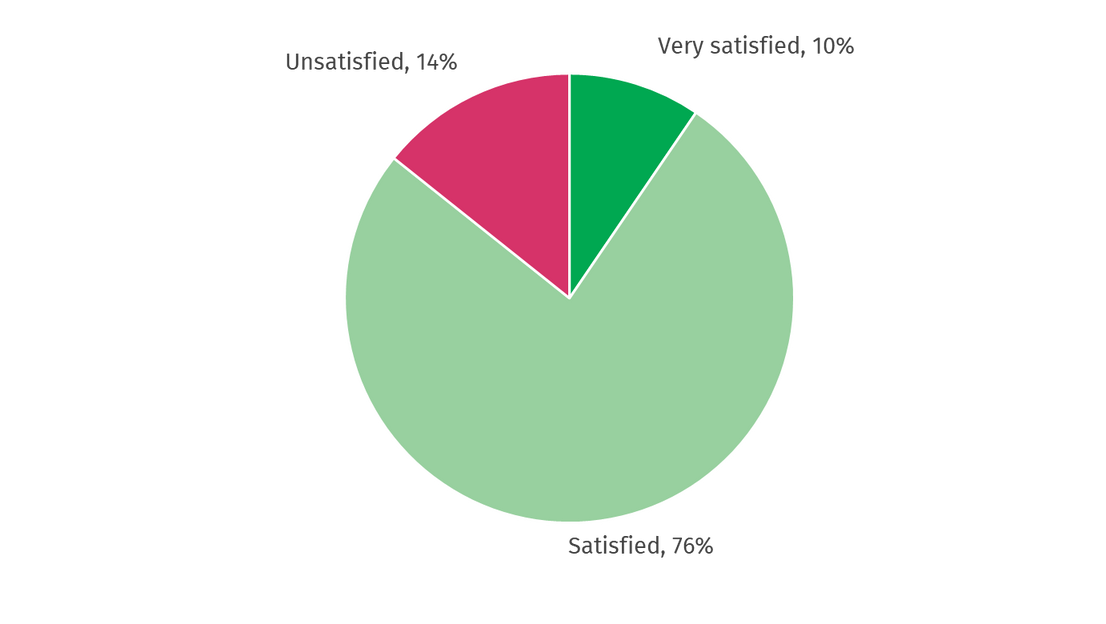 Very satisfied, 10%
Unsatisfied, 14%
Satisfied, 76%